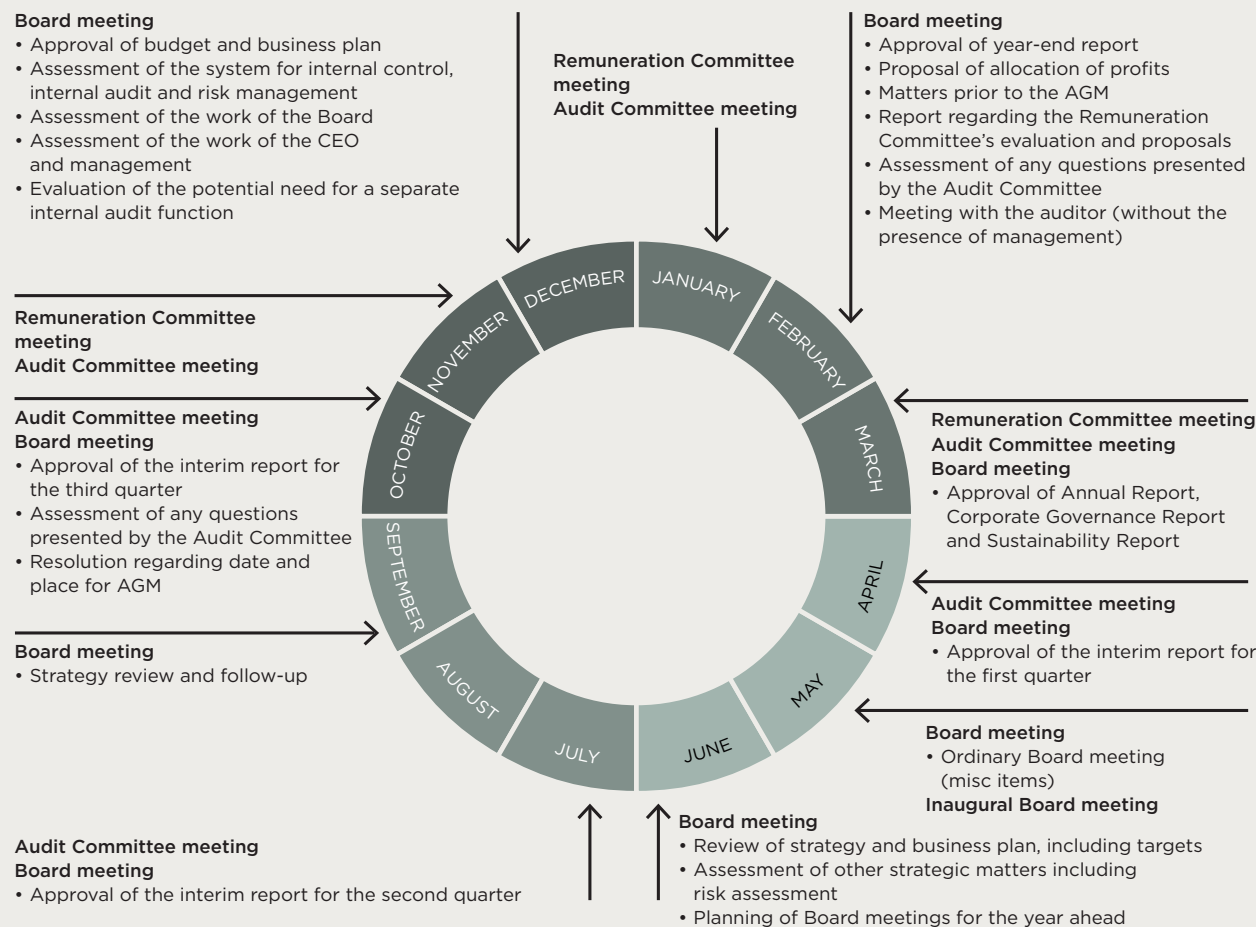 Board meeting
• Approval of budget and business plan
• Assessment of the system for internal control,
internal audit and risk management
• Assessment of the work of the Board
• Assessment of the work of the CEO
and management
• Evaluation of the potential need for a separate
internal audit function
Remuneration Committee
meeting
Audit Committee meeting
Board meeting
• Approval of year-end report
• Proposal of allocation of profits
• Matters prior to the AGM
• Report regarding the Remuneration
Committee's evaluation and proposals
• Assessment of any questions presented
by the Audit Committee
• Meeting with the auditor (without the
presence of management)
Remuneration Committee
meeting
Audit Committee meeting
Audit Committee meeting
Board meeting
• Approval of the interim report for
the third quarter
• Assessment of any questions
presented by the Audit Committee
• Resolution regarding date and
place for AGM
Board meeting
• Strategy review and follow-up
Audit Committee meeting
Board meeting
• Approval of the interim report for the second quarter
JANUARY
FEBRUARY
MARCH
APRIL
MAY
JUNE
JULY
AUGUST
SEPTEMBER
OCTOBER
NOVEMBER
DECEMBER
Remuneration Committee meeting
Audit Committee meeting
Board meeting
• Approval of Annual Report,
Corporate Governance Report
and Sustainability Report
Audit Committee meeting
Board meeting
• Approval of the interim report for
the first quarter
Board meeting
• Ordinary Board meeting
(misc items)
Inaugural Board meeting
Board meeting
• Review of strategy and business plan, including targets
• Assessment of other strategic matters including
risk assessment
• Planning of Board meetings for the year ahead